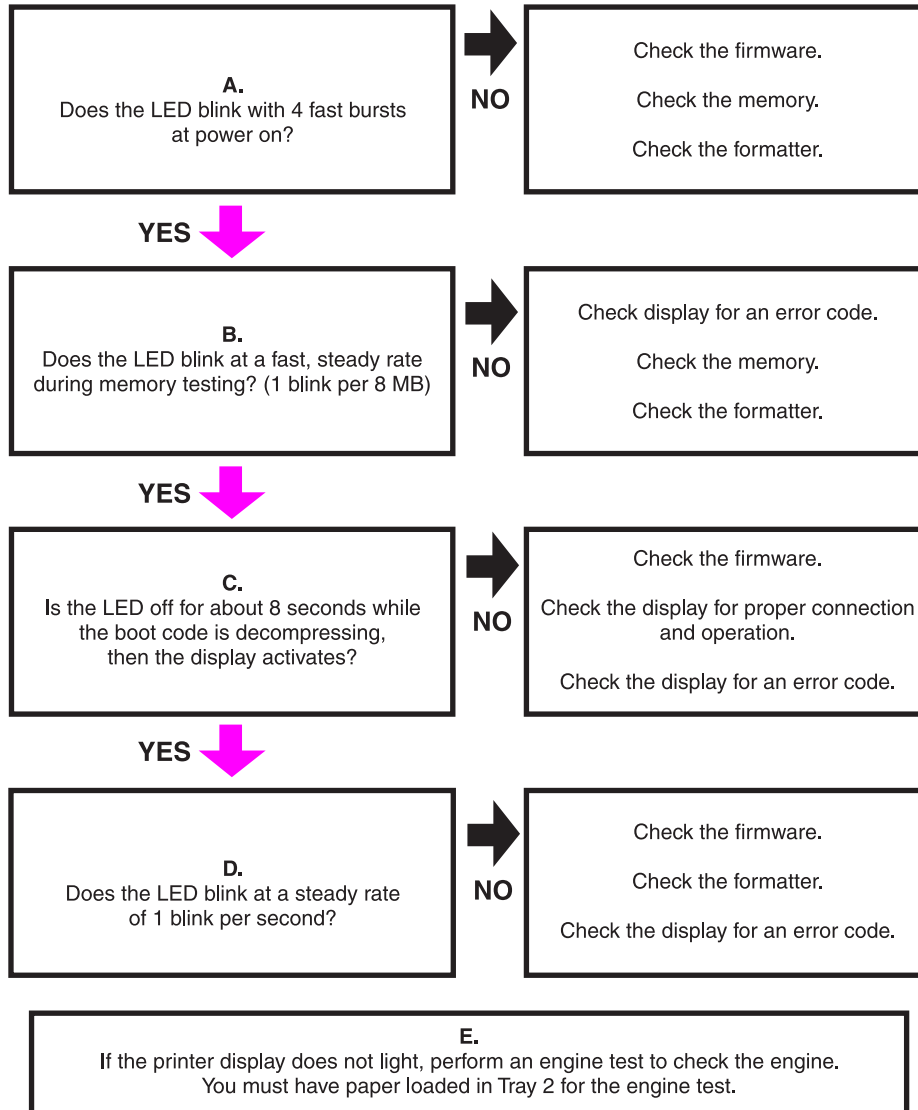 A.
Does the LED blink with 4 fast bursts
at power on?
NO
Check the firmware.
Check the memory.
Check the formatter.
YES
B.
Does the LED blink at a fast, steady rate
during memory testing? (1 blink per 8 MB)
NO
Check display for an error code.
Check the memory.
Check the formatter.
YES
C.
Is the LED off for about 8 seconds while
the boot code is decompressing,
then the display activates?
NO
Check the firmware.
Check the display for proper connection
and operation.
Check the display for an error code.
YES
D.
Does the LED blink at a steady rate
of 1 blink per second?
NO
Check the firmware.
Check the formatter.
Check the display for an error code.
E.
If the printer display does not light, perform an engine test to check the engine.
You must have paper loaded in Tray 2 for the engine test.